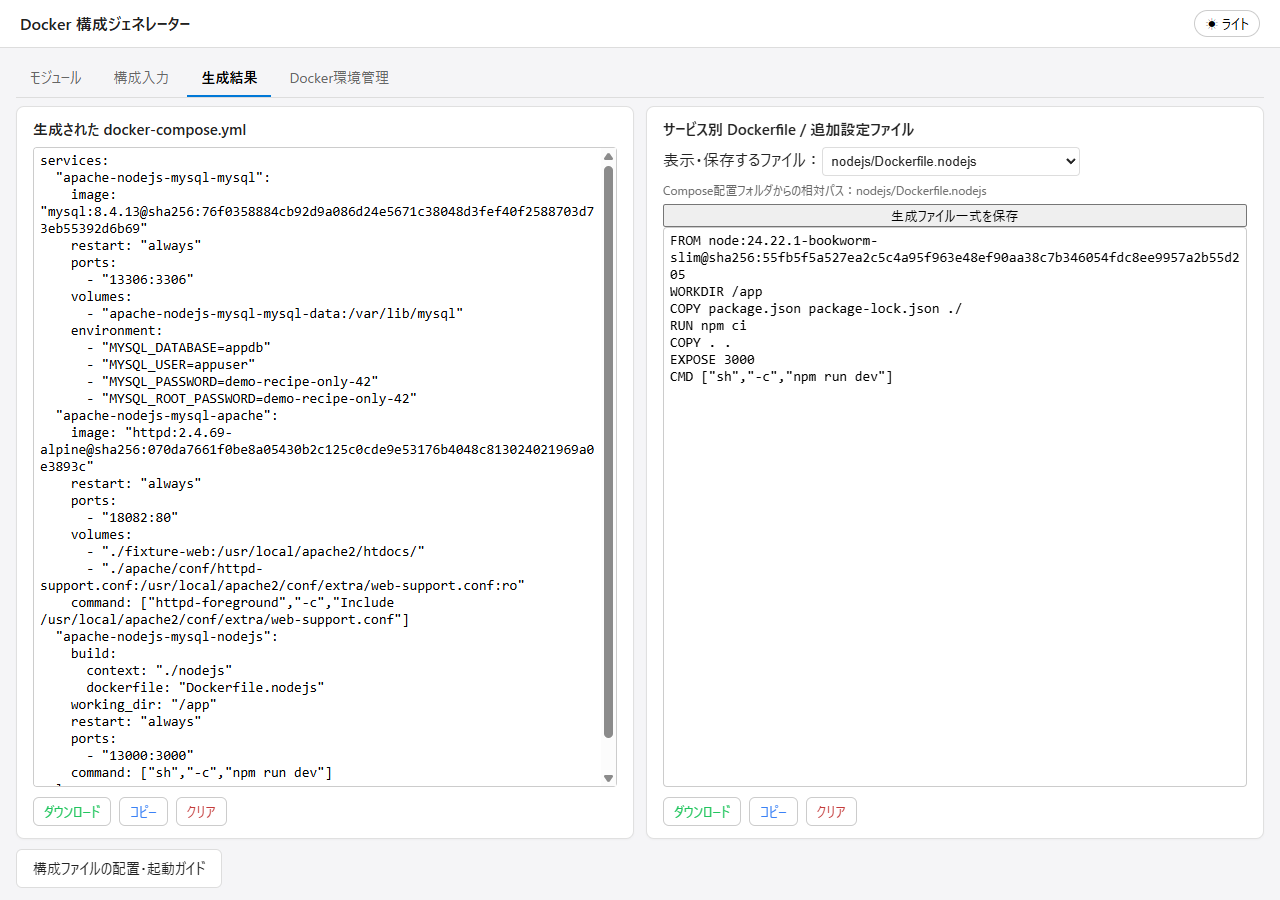 Docker 構成ジェネレーター
ライト
モジュール
構成入力
生成結果
Docker環境管理
生成された docker-compose.yml
services:
  "apache-nodejs-mysql-mysql":
    image:
"mysql:8.4.13@sha256:76f0358884cb92d9a086d24e5671c38048d3fef40f2588703d7
3eb55392d6b69"
    restart: "always"
    ports:
      - "13306:3306"
    volumes:
      - "apache-nodejs-mysql-mysql-data:/var/lib/mysql"
    environment:
      - "MYSQL_DATABASE=appdb"
      - "MYSQL_USER=appuser"
      - "MYSQL_PASSWORD=demo-recipe-only-42"
      - "MYSQL_ROOT_PASSWORD=demo-recipe-only-42"
  "apache-nodejs-mysql-apache":
    image: "httpd:2.4.69-
alpine@sha256:070da7661f0be8a05430b2c125c0cde9e53176b4048c813024021969a0
e3893c"
    restart: "always"
    ports:
      - "18082:80"
    volumes:
      - "./fixture-web:/usr/local/apache2/htdocs/"
      - "./apache/conf/httpd-
support.conf:/usr/local/apache2/conf/extra/web-support.conf:ro"
    command: ["httpd-foreground","-c","Include
/usr/local/apache2/conf/extra/web-support.conf"]
  "apache-nodejs-mysql-nodejs":
    build:
      context: "./nodejs"
      dockerfile: "Dockerfile.nodejs"
    working_dir: "/app"
    restart: "always"
    ports:
      - "13000:3000"
    command: ["sh","-c","npm run dev"]
ダウンロード
コピー
クリア
サービス別 Dockerfile / 追加設定ファイル
表示・保存するファイル：
nodejs/Dockerfile.nodejs
Compose配置フォルダからの相対パス：nodejs/Dockerfile.nodejs
生成ファイル一式を保存
FROM node:24.22.1-bookworm-
slim@sha256:55fb5f5a527ea2c5c4a95f963e48ef90aa38c7b346054fdc8ee9957a2b55d2
05
WORKDIR /app
COPY package.json package-lock.json ./
RUN npm ci
COPY . .
EXPOSE 3000
CMD ["sh","-c","npm run dev"]
ダウンロード
コピー
クリア
構成ファイルの配置・起動ガイド